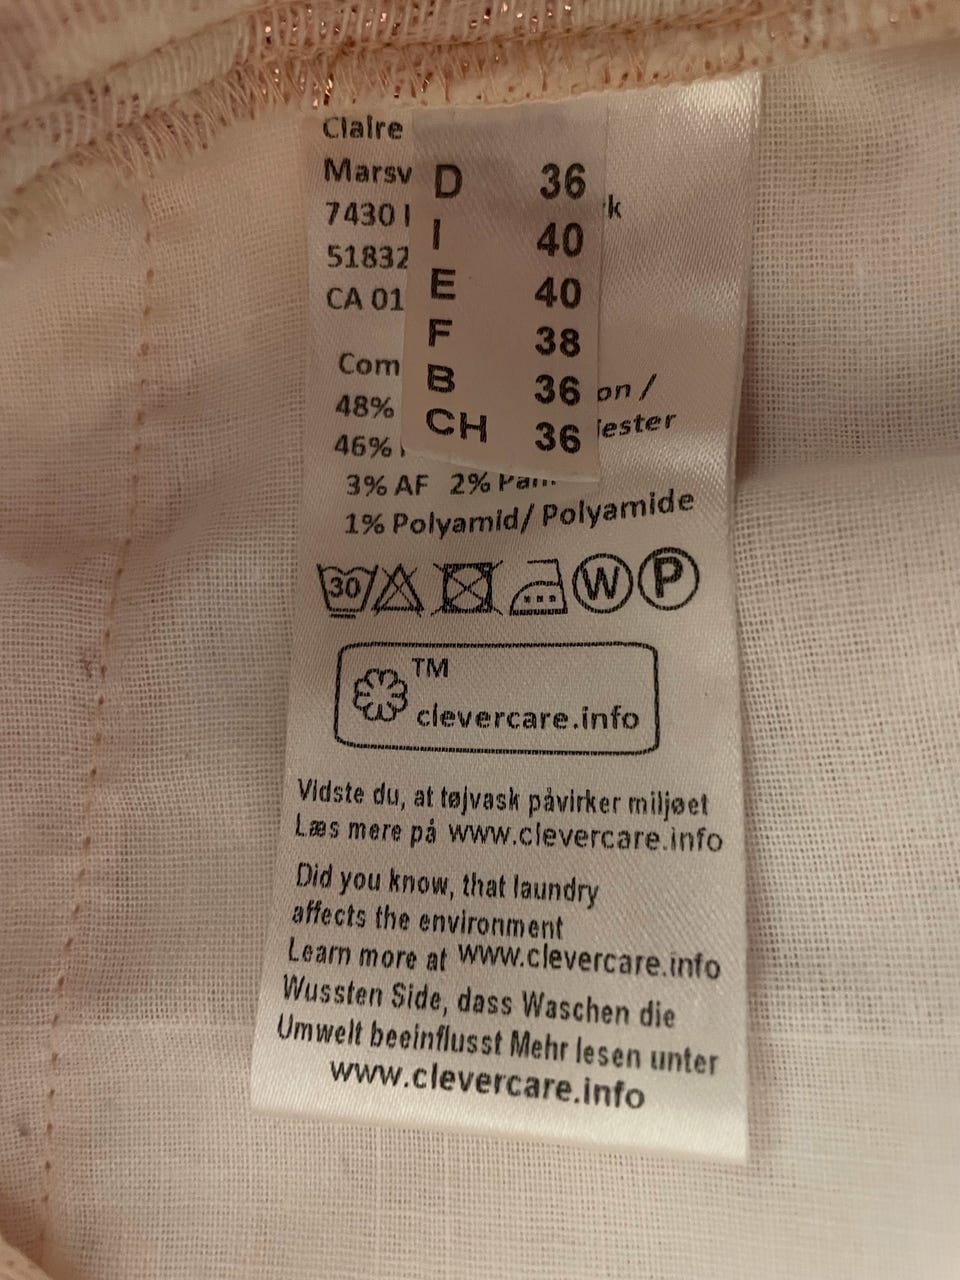 Claire
Marsv
7430
51832
CA 01
k
D 36
I 40
E 40
F 38
B 36
CH 36
Com
48% on /
46% ester
3% AF 2%
1% Polyamid/ Polyamide
30 W P
TM
clevercare.info
Vidste du, at tøjvask påvirker miljøet
Læs mere på www.clevercare.info
Did you know, that laundry
affects the environment
Learn more at www.clevercare.info
Wussten Side, dass Waschen die
Umwelt beeinflusst Mehr lesen unter
www.clevercare.info